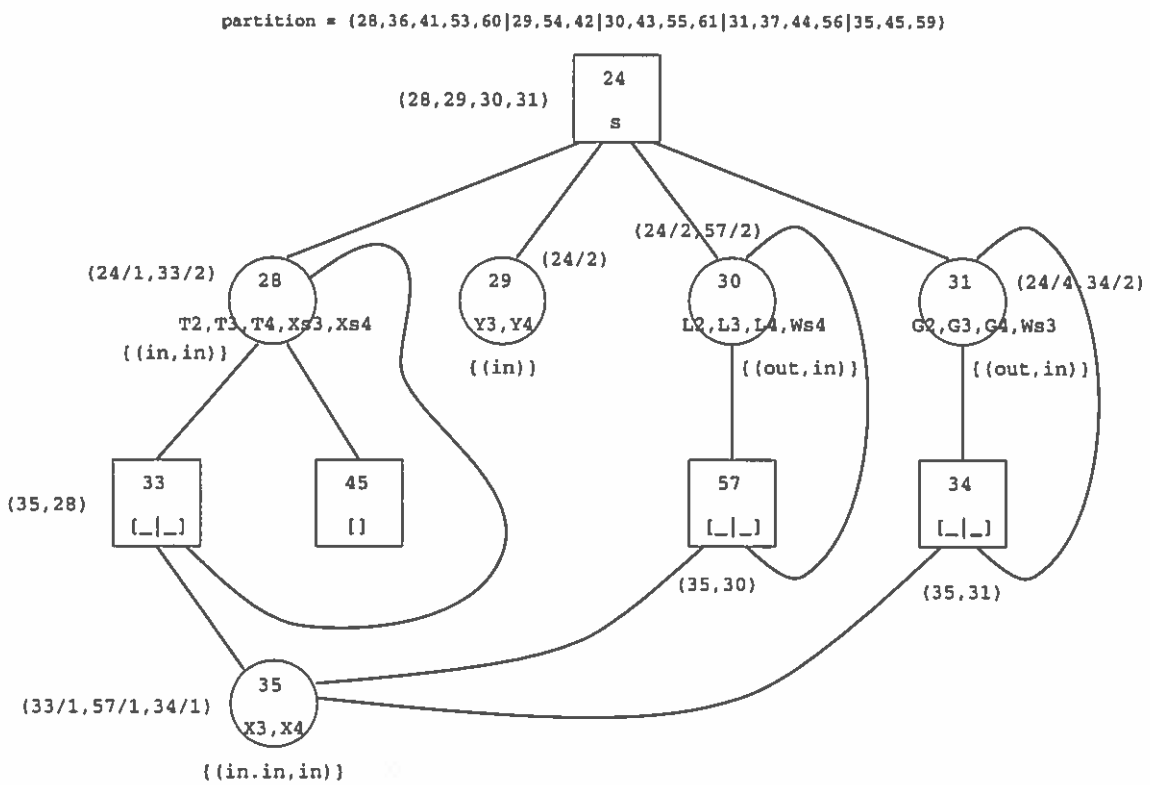 partition = {28,36,41,53,60|29,54,42|30,43,55,61|31,37,44,56|35,45,59}
24
(28,29,30,31)
s
(24/2,57/2)
(24/2)
(24/1,33/2)
28
29
30
31
(24/4,34/2)
T2,T3,T4,Xs3,Xs4
Y3,Y4
L2,L3,L4,Ws4
G2,G3,G4,Ws3
{(in,in)}
{(in)}
{(out,in)}
{(out,in)}
33
45
57
34
(35,28)
[_|_]
[]
[_|_]
[_|_]
(35,30)
(35,31)
35
(33/1,57/1,34/1)
X3,X4
{(in.in,in)}